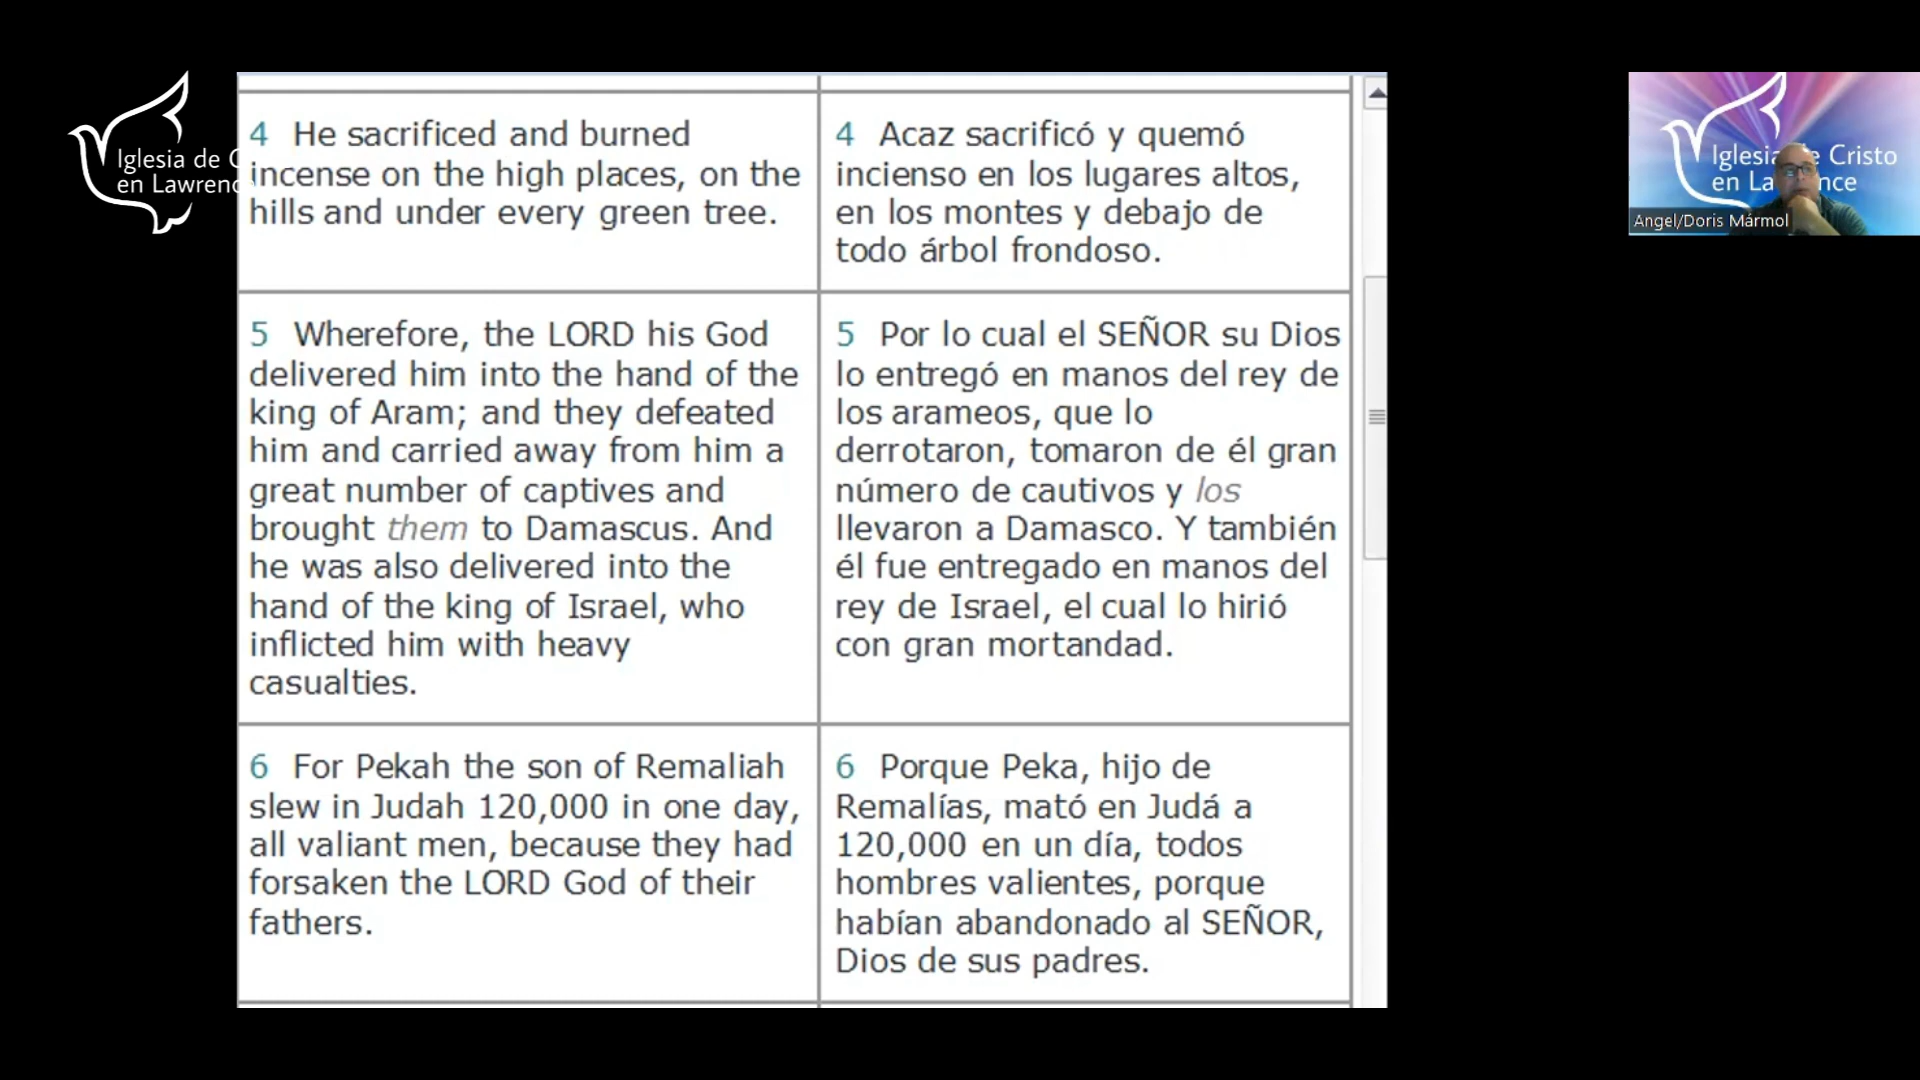 Iglesia de C
en Lawrenc
4 He sacrificed and burned
incense on the high places, on the
hills and under every green tree.
4 Acaz sacrificó y quemó
incienso en los lugares altos,
en los montes y debajo de
todo árbol frondoso.
5 Wherefore, the LORD his God
delivered him into the hand of the
king of Aram; and they defeated
him and carried away from him a
great number of captives and
brought them to Damascus. And
he was also delivered into the
hand of the king of Israel, who
inflicted him with heavy
casualties.
5 Por lo cual el SEÑOR su Dios
lo entregó en manos del rey de
los arameos, que lo
derrotaron, tomaron de él gran
número de cautivos y los
llevaron a Damasco. Y también
él fue entregado en manos del
rey de Israel, el cual lo hirió
con gran mortandad.
6 For Pekah the son of Remaliah
slew in Judah 120,000 in one day,
all valiant men, because they had
forsaken the LORD God of their
fathers.
6 Porque Peka, hijo de
Remalías, mató en Judá a
120,000 en un día, todos
hombres valientes, porque
habían abandonado al SEÑOR,
Dios de sus padres.
Iglesia de Cristo
en La nce
Angel/Doris Mármol